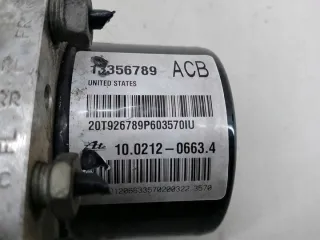 13356789 ACB
UNITED STATES
20T926789P603570IU
10.0212-0663.4